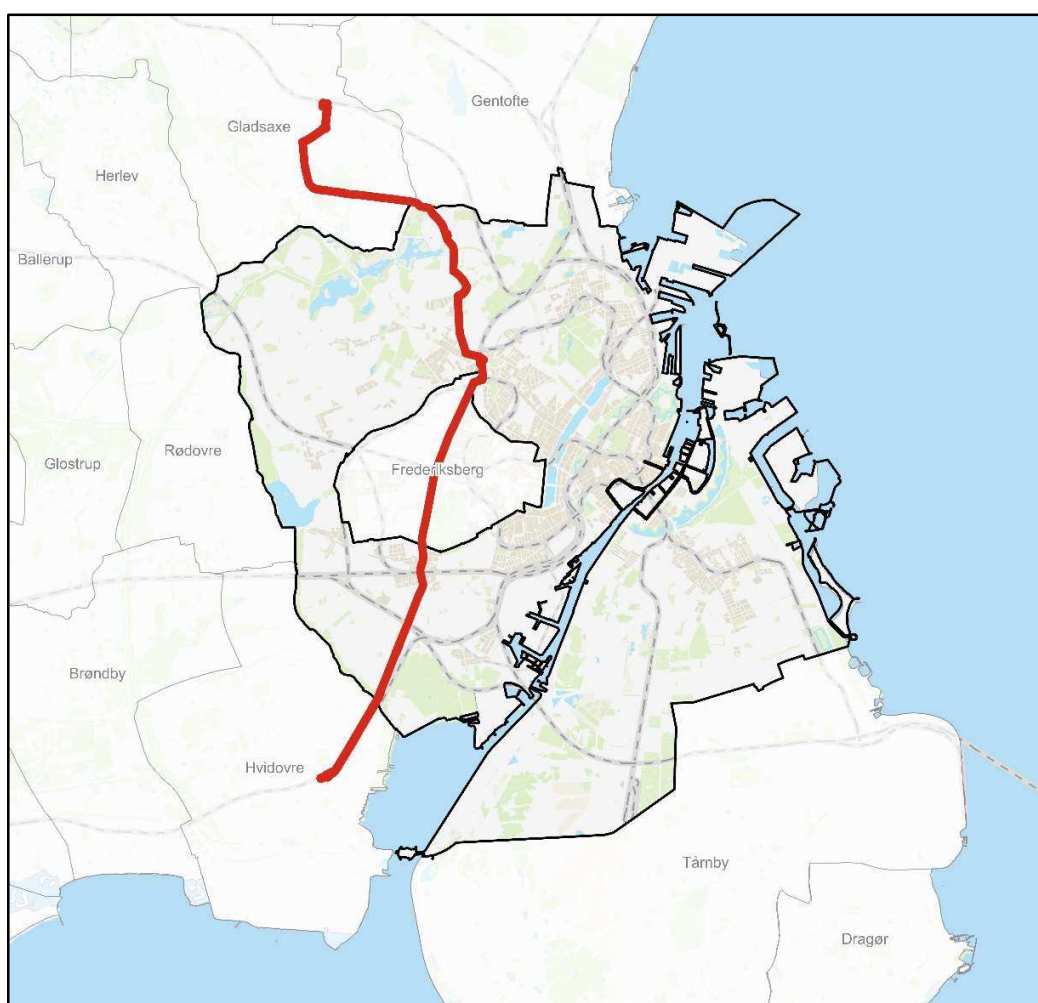 Gentofte
Gladsaxe
Herlev
Ballerup
Rødovre
Glostrup
Frederiksberg
Brøndby
Hvidovre
Tårnby
Dragør